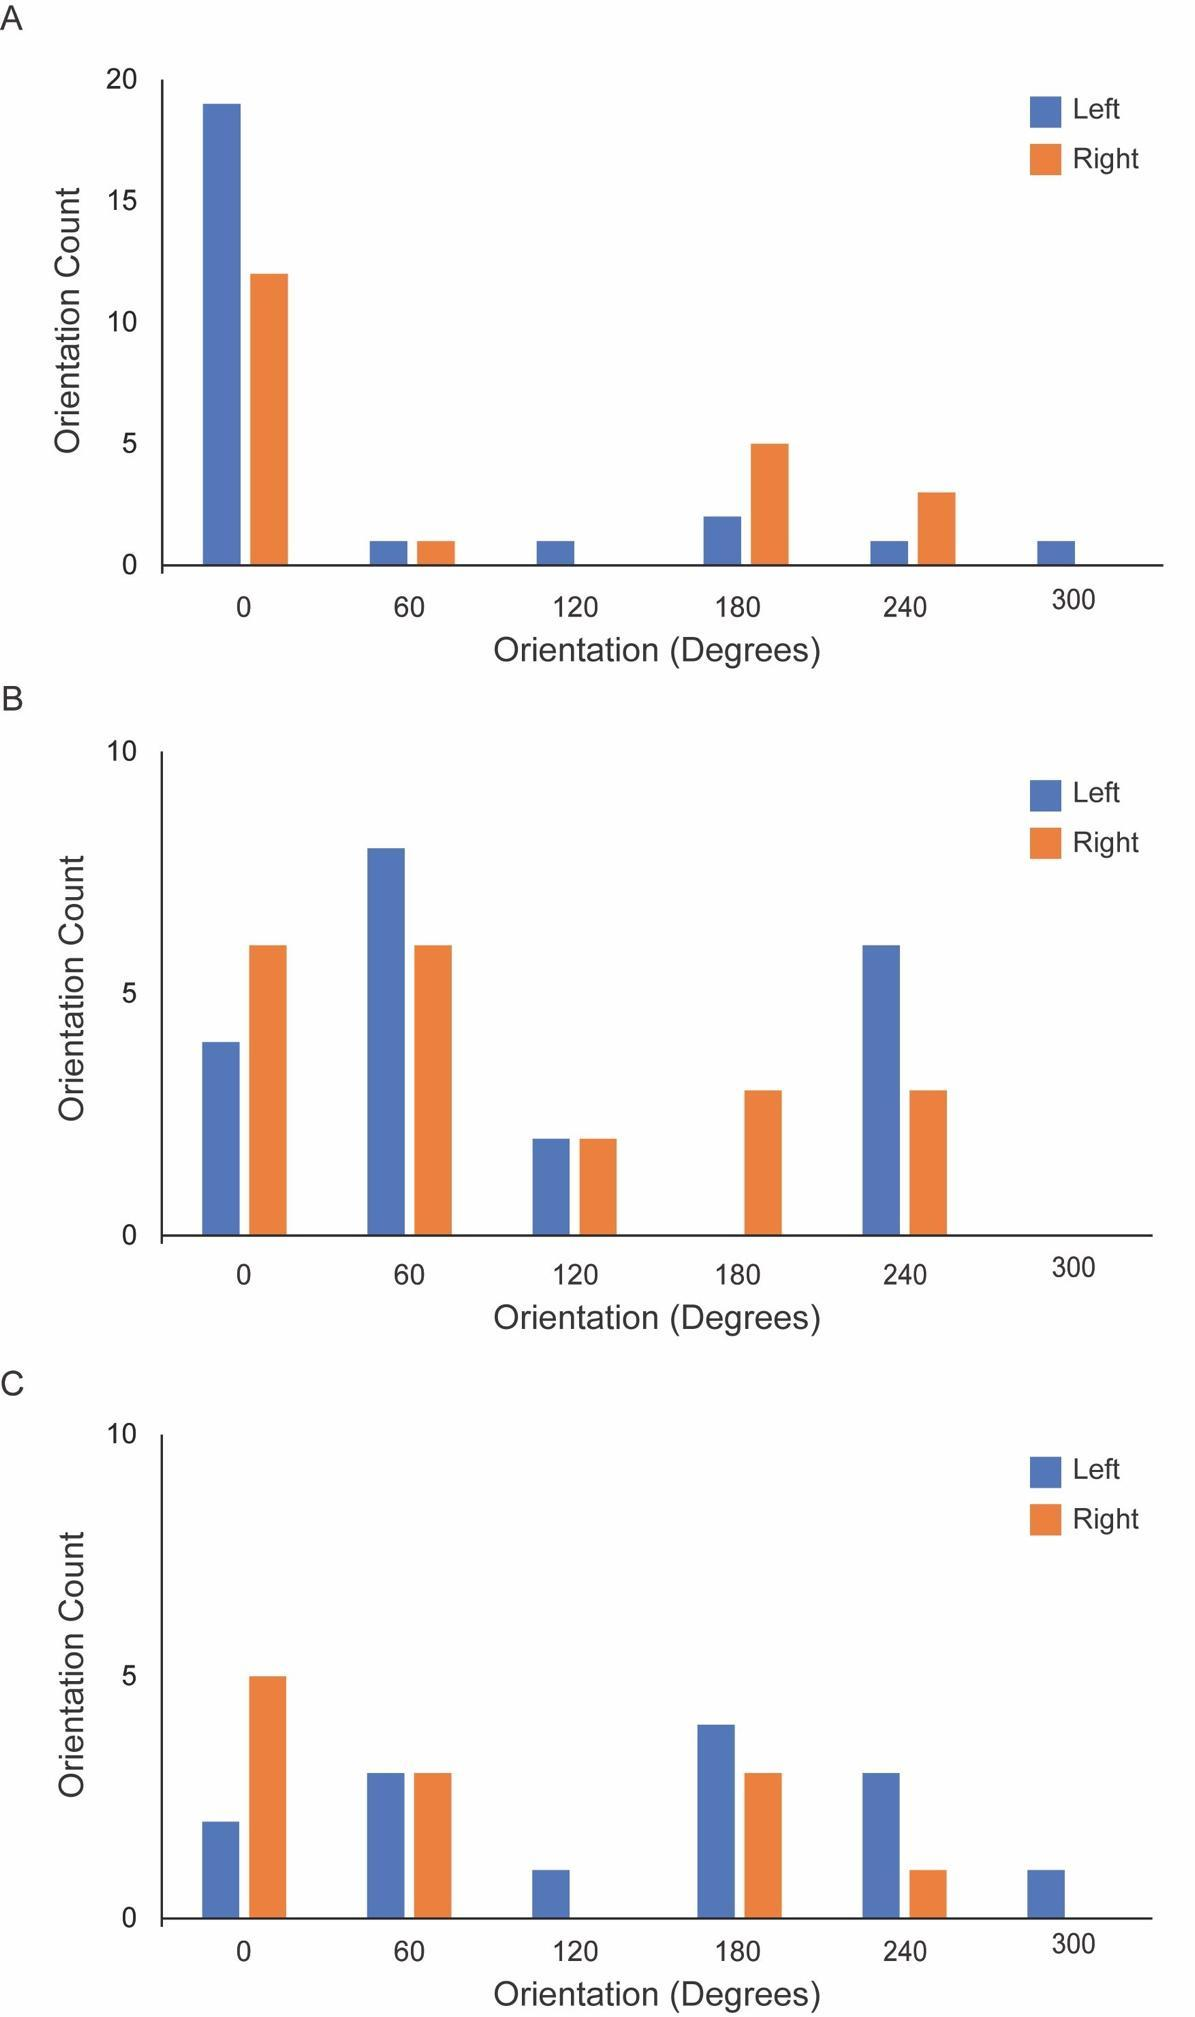 A
20
Left
Right
15
10
5
0
Orientation Count
0 60 120 180 240 300
Orientation (Degrees)
B
10
Left
Right
5
0
Orientation Count
0 60 120 180 240 300
Orientation (Degrees)
C
10
Left
Right
5
0
Orientation Count
0 60 120 180 240 300
Orientation (Degrees)